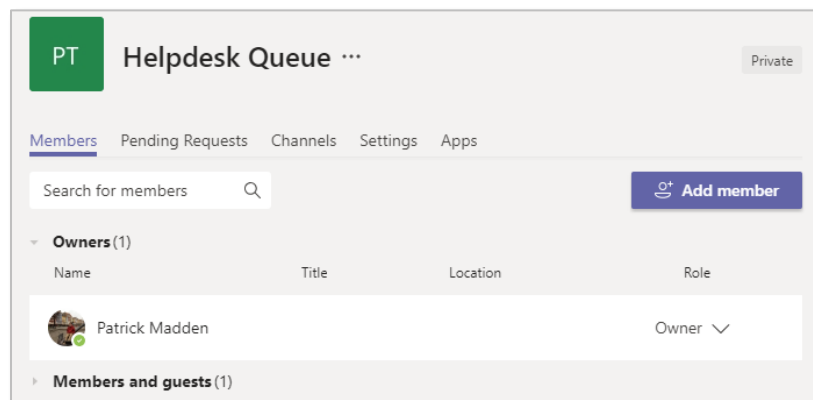 PT
Helpdesk Queue ...
Private
Members Pending Requests Channels Settings Apps
Search for members
Add member
Owners (1)
Name Title Location Role
Patrick Madden Owner
Members and guests (1)